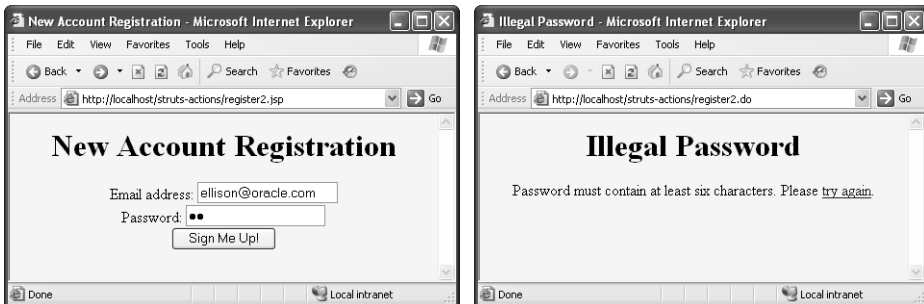 New Account Registration - Microsoft Internet Explorer
File Edit View Favorites Tools Help
Back Search Favorites
Address http://localhost/struts-actions/register2.jsp Go
New Account Registration
Email address: ellison@oracle.com
Password: ●●
Sign Me Up!
Done Local intranet
Illegal Password - Microsoft Internet Explorer
File Edit View Favorites Tools Help
Back Search Favorites
Address http://localhost/struts-actions/register2.do Go
Illegal Password
Password must contain at least six characters. Please try again.
Done Local intranet